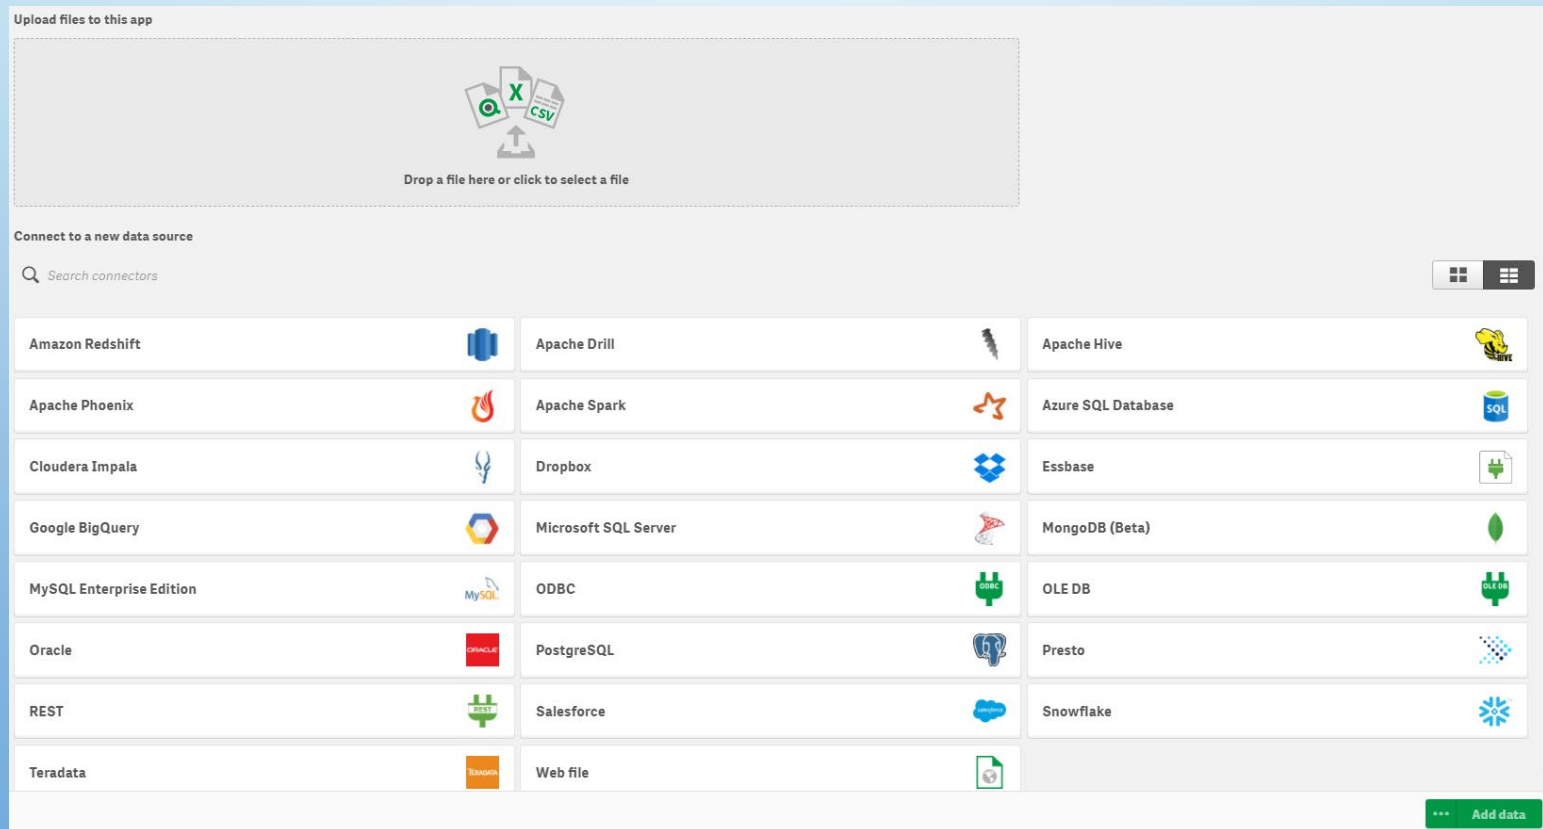 Upload files to this app
X
CSV
Drop a file here or click to select a file
Connect to a new data source
Search connectors
Amazon Redshift
Apache Drill
Apache Hive
HIVE
Apache Phoenix
Apache Spark
Azure SQL Database
SQL
Cloudera Impala
Dropbox
Essbase
Google BigQuery
Microsoft SQL Server
MongoDB (Beta)
MySQL Enterprise Edition
MySQL
ODBC
ODBC
OLE DB
OLE DB
Oracle
ORACLE
PostgreSQL
Presto
REST
REST
Salesforce
salesforce
Snowflake
Teradata
TERADATA
Web file
... Add data